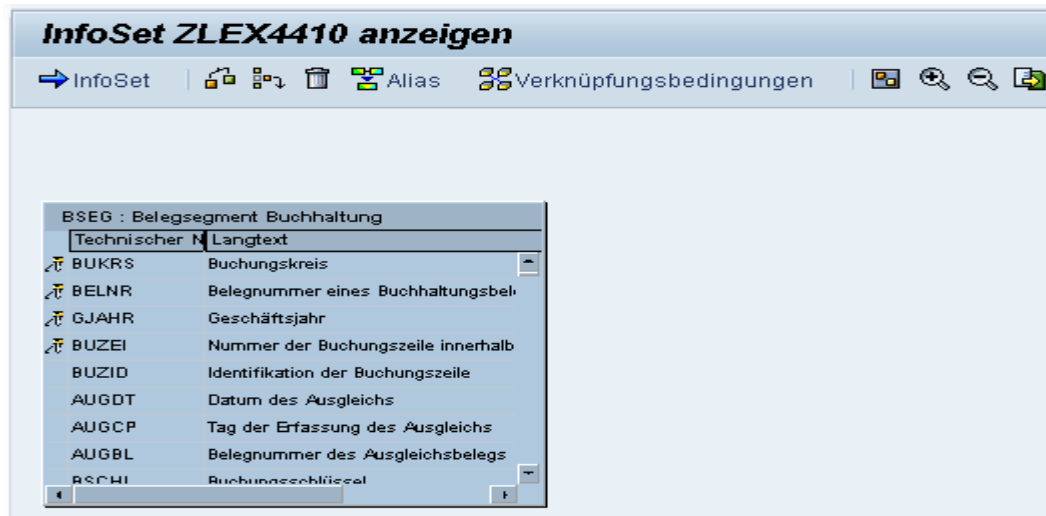 InfoSet ZLEX4410 anzeigen
InfoSet Alias Verknüpfungsbedingungen
BSEG : Belegsegment Buchhaltung
Technischer N Langtext
BUKRS Buchungskreis
BELNR Belegnummer eines Buchhaltungsbel
GJAHR Geschäftsjahr
BUZEI Nummer der Buchungszeile innerhalb
BUZID Identifikation der Buchungszeile
AUGDT Datum des Ausgleichs
AUGCP Tag der Erfassung des Ausgleichs
AUGBL Belegnummer des Ausgleichsbelegs
BSCHL Buchungsschlüssel